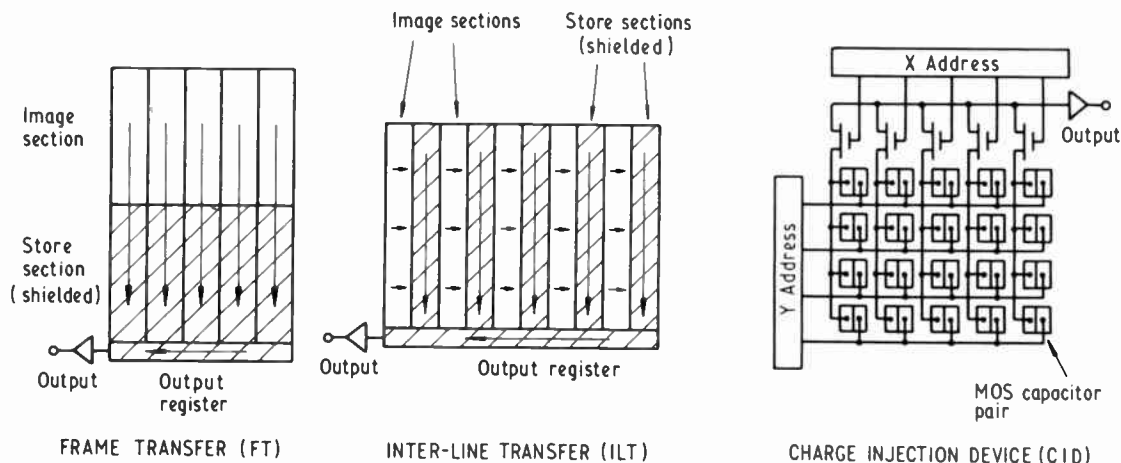 Image
section
Store
section
(shielded)
Output
Output
register
FRAME TRANSFER (FT)
Image sections
Store sections
(shielded)
Output
Output register
INTER-LINE TRANSFER (ILT)
X Address
Output
Y Address
MOS capacitor
pair
CHARGE INJECTION DEVICE (CID)